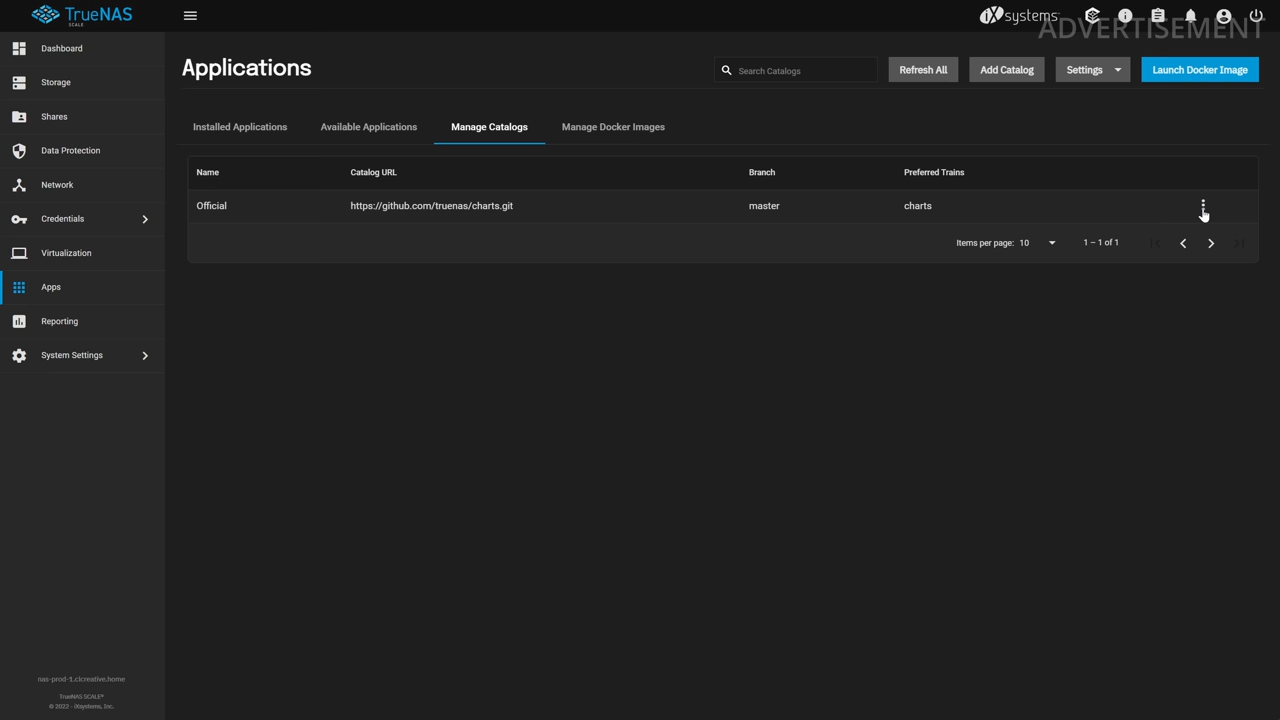 TrueNAS
SCALE
iXsystems
ADVERTISEMENT
Dashboard
Storage
Shares
Data Protection
Network
Credentials
Virtualization
Apps
Reporting
System Settings
nas-prod-1.clcreative.home
TrueNAS SCALE®
© 2022 - iXsystems, Inc.
Applications
Search Catalogs
Refresh All
Add Catalog
Settings
Launch Docker Image
Installed Applications
Available Applications
Manage Catalogs
Manage Docker Images
Name Catalog URL Branch Preferred Trains
Official https://github.com/truenas/charts.git master charts
Items per page: 10 1 – 1 of 1